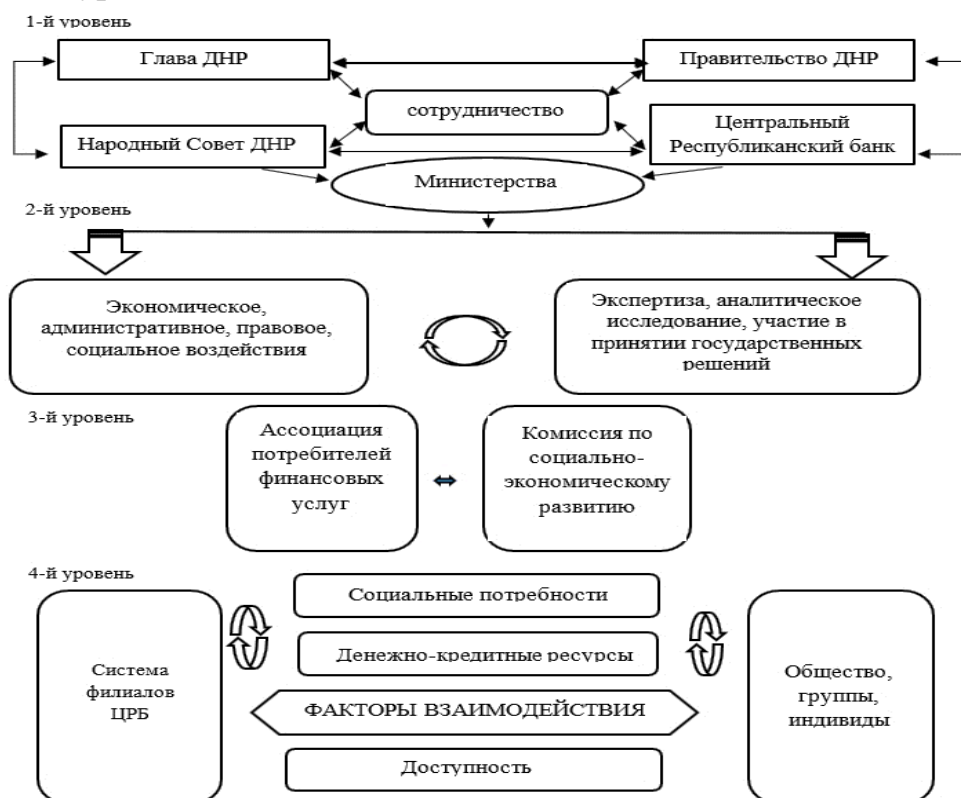 1-й уровень
Глава ДНР
Правительство ДНР
сотрудничество
Народный Совет ДНР
Центральный
Республиканский банк
Министерства
2-й уровень
Экономическое,
административное, правовое,
социальное воздействия
Экспертиза, аналитическое
исследование, участие в
принятии государственных
решений
3-й уровень
Ассоциация
потребителей
финансовых
услуг
Комиссия по
социально-
экономическому
развитию
4-й уровень
Социальные потребности
Денежно-кредитные ресурсы
Система
филиалов
ЦРБ
ФАКТОРЫ ВЗАИМОДЕЙСТВИЯ
Общество,
группы,
индивиды
Доступность